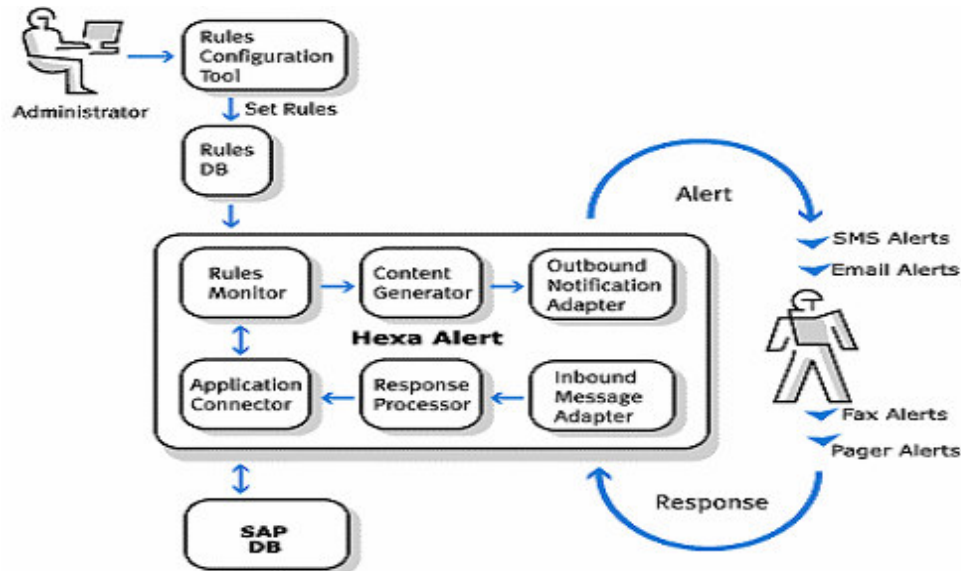 Rules
Configuration
Tool
Administrator
Set Rules
Rules
DB
Alert
SMS Alerts
Email Alerts
Rules
Monitor
Content
Generator
Outbound
Notification
Adapter
Hexa Alert
Application
Connector
Response
Processor
Inbound
Message
Adapter
Fax Alerts
Pager Alerts
Response
SAP
DB